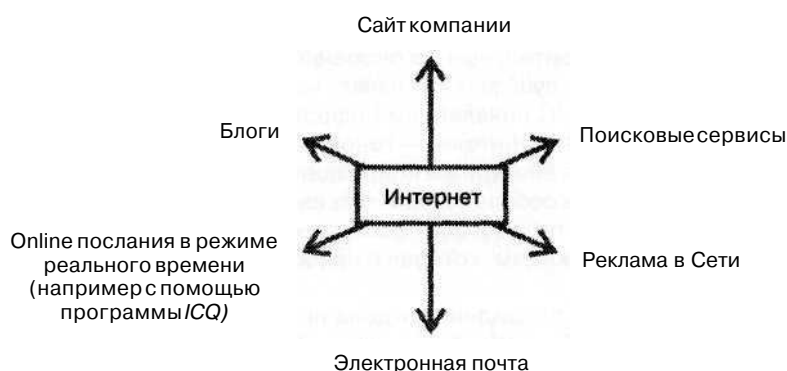 Сайт компании
Блоги
Поисковые сервисы
Интернет
Online послания в режиме
реального времени
(например с помощью
программы ICQ)
Реклама в Сети
Электронная почта